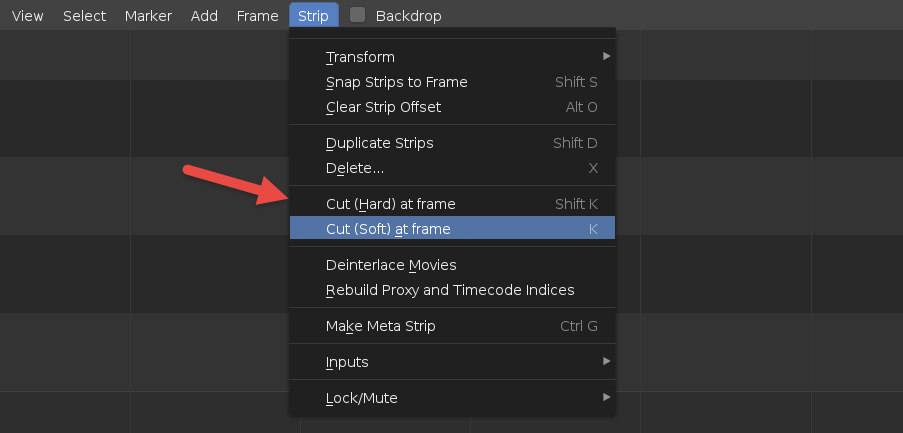 View Select Marker Add Frame Strip Backdrop
Transform
Snap Strips to Frame Shift S
Clear Strip Offset Alt O
Duplicate Strips Shift D
Delete... X
Cut (Hard) at frame Shift K
Cut (Soft) at frame K
Deinterlace Movies
Rebuild Proxy and Timecode Indices
Make Meta Strip Ctrl G
Inputs
Lock/Mute